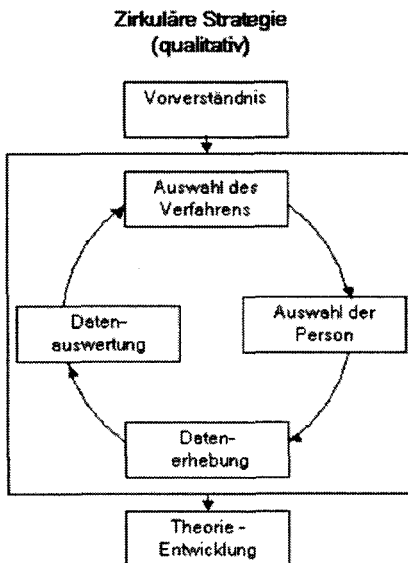 Zirkuläre Strategie
(qualitativ)
Vorverständnis
Auswahl des
Verfahrens
Auswahl der
Person
Daten-
erhebung
Daten-
auswertung
Theorie -
Entwicklung